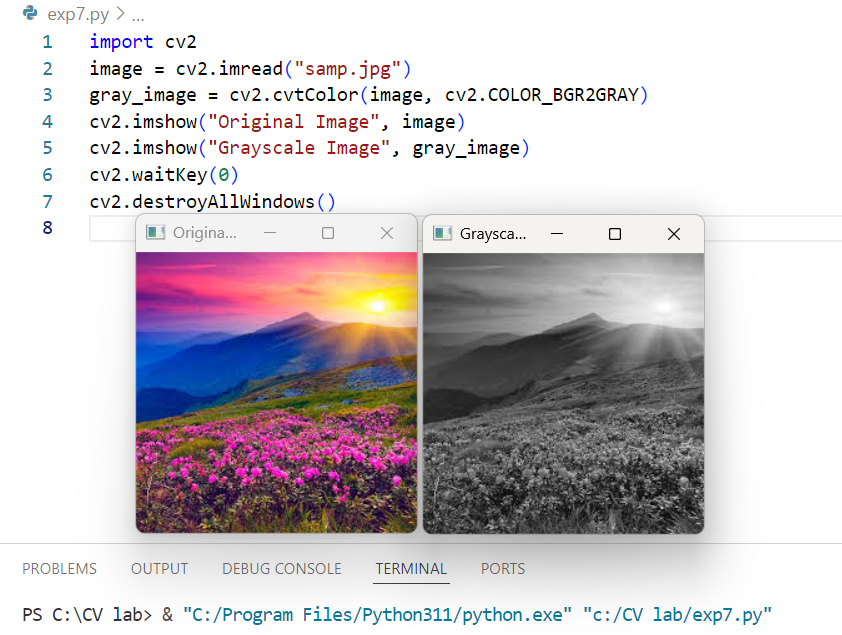 exp7.py > ...
1 import cv2
2 image = cv2.imread("samp.jpg")
3 gray_image = cv2.cvtColor(image, cv2.COLOR_BGR2GRAY)
4 cv2.imshow("Original Image", image)
5 cv2.imshow("Grayscale Image", gray_image)
6 cv2.waitKey(0)
7 cv2.destroyAllWindows()
8
Origina... Graysca...
PROBLEMS OUTPUT DEBUG CONSOLE TERMINAL PORTS
PS C:\CV lab> & "C:/Program Files/Python311/python.exe" "c:/CV lab/exp7.py"